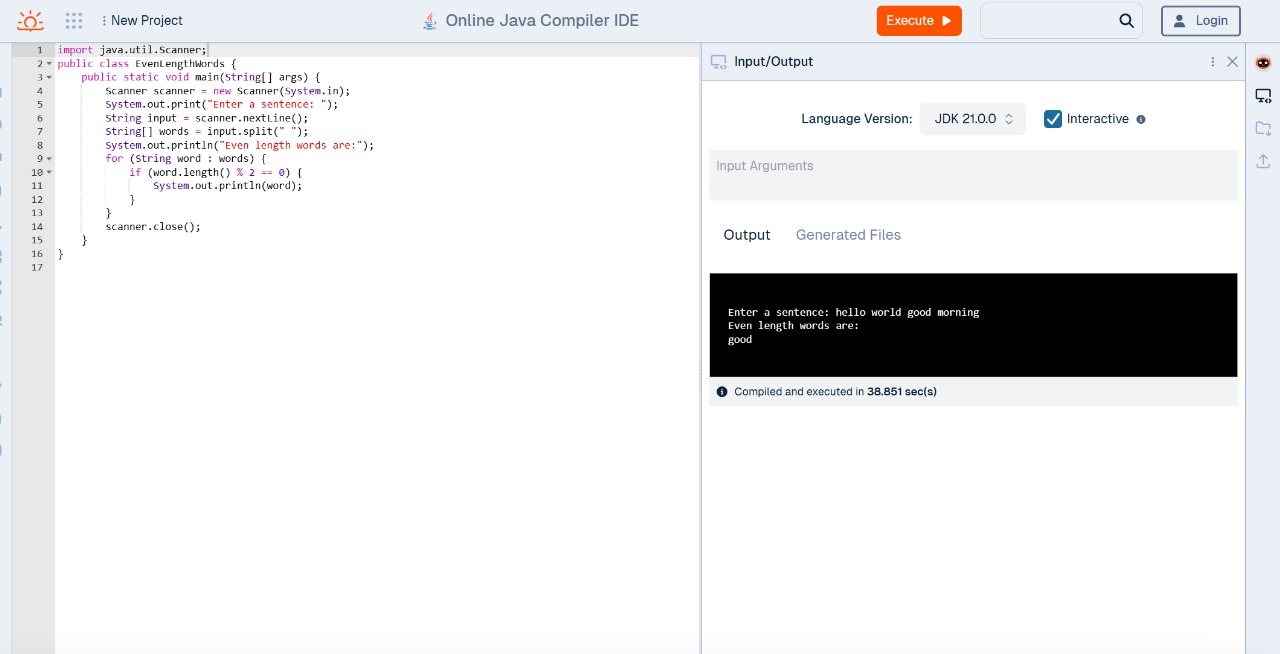 New Project
Online Java Compiler IDE
Execute
Login
1 import java.util.Scanner;
2 public class EvenLengthWords {
3     public static void main(String[] args) {
4         Scanner scanner = new Scanner(System.in);
5         System.out.print("Enter a sentence: ");
6         String input = scanner.nextLine();
7         String[] words = input.split(" ");
8         System.out.println("Even length words are:");
9         for (String word : words) {
10             if (word.length() % 2 == 0) {
11                 System.out.println(word);
12             }
13         }
14         scanner.close();
15     }
16 }
17
Input/Output
Language Version: JDK 21.0.0 Interactive
Input Arguments
Output Generated Files
Enter a sentence: hello world good morning
Even length words are:
good
Compiled and executed in 38.851 sec(s)